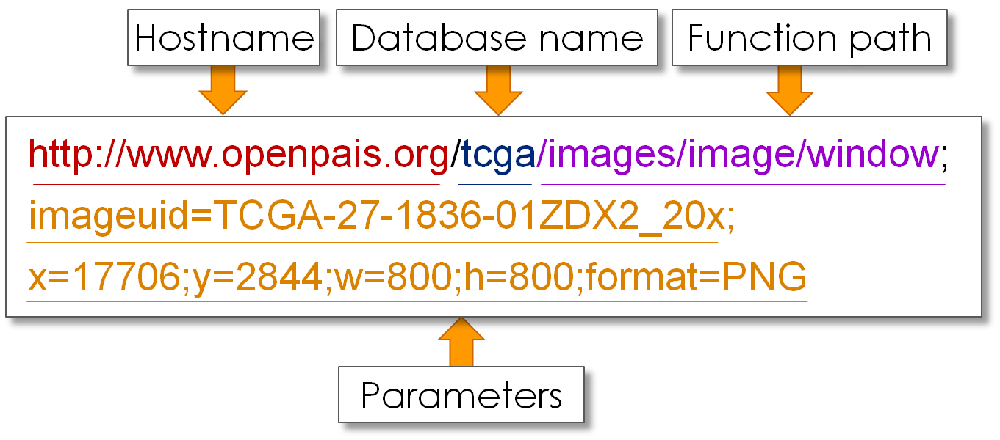 Hostname
Database name
Function path
http://www.openpais.org/tcga/images/image/window;
imageuid=TCGA-27-1836-01ZDX2_20x;
x=17706;y=2844;w=800;h=800;format=PNG
Parameters